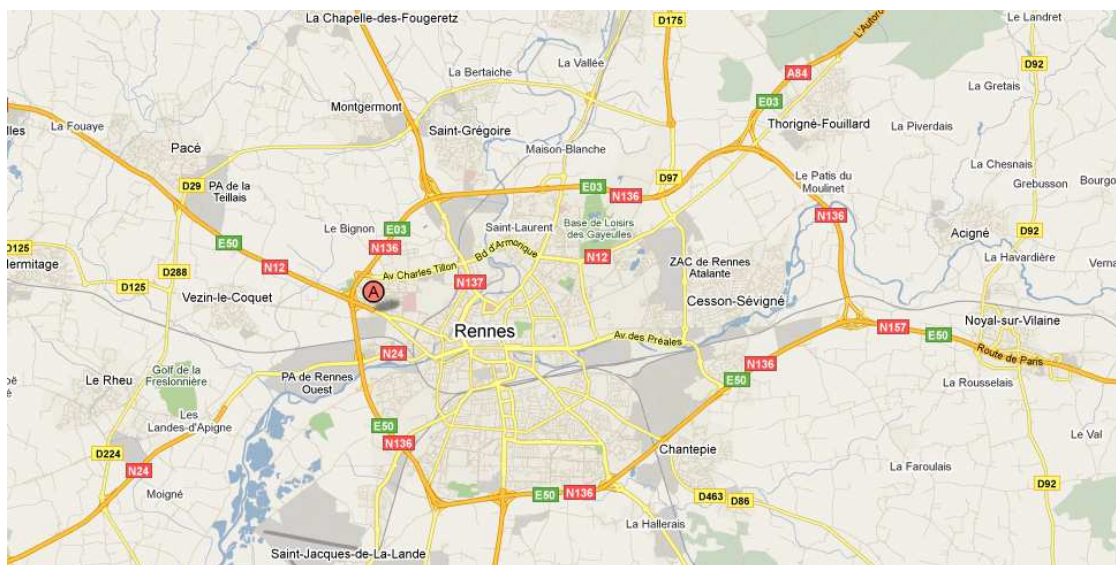 La Chapelle-des-Fougeretz
D175
Le Landret
L'Autoro
D92
La Vallée
La Bertaiche
A84
La Gretais
E03
Montgermont
Saint-Grégoire
Thorigné-Fouillard
La Piverdais
La Fouaye
lles
Pacé
Maison-Blanche
La Chesnais
D29
PA de la
Teillais
E03
N136
D97
Le Patis du
Moulinet
Grebusson
Bourgo
N136
Le Bignon
E03
Saint-Laurent
Base de Loisirs
des Gayeulles
Acigné
D92
E50
N136
D125
lermitage
N12
Av Charles Tillon
Bd d'Armorique
N12
ZAC de Rennes
Atalante
La Havardière
Verna
D288
D125
N137
Vezin-le-Coquet
A
Cesson-Sévigné
Rennes
Av des Préales
N157
E50
Noyal-sur-Vilaine
Route de Paris
N24
N136
Golf de la
Freslonnière
PA de Rennes
Ouest
E50
Le Rheu
La Rousselais
Les
Landes-d'Apigne
E50
N136
Chantepie
Le Val
D224
N24
La Faroulais
Moigné
E50
N136
D463
D86
D92
La Hallerais
Saint-Jacques-de-La-Lande